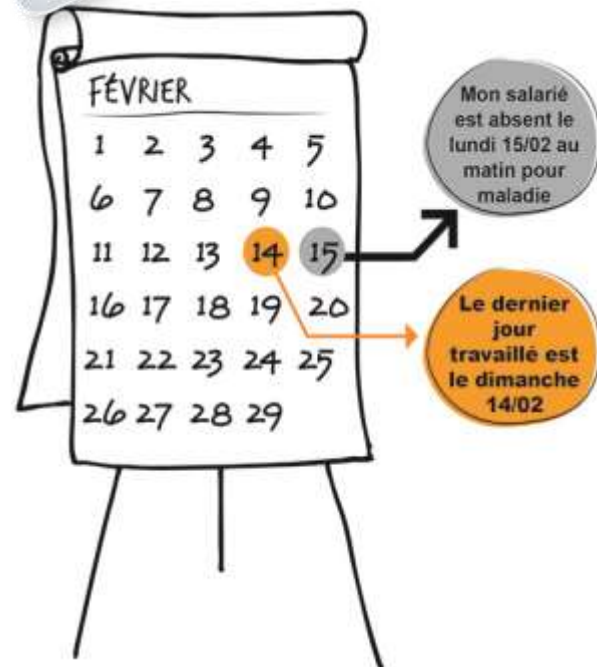 FÉVRIER
1 2 3 4 5
6 7 8 9 10
11 12 13 14 15
16 17 18 19 20
21 22 23 24 25
26 27 28 29
Mon salarié
est absent le
lundi 15/02 au
matin pour
maladie
Le dernier
jour
travaillé est
le dimanche
14/02